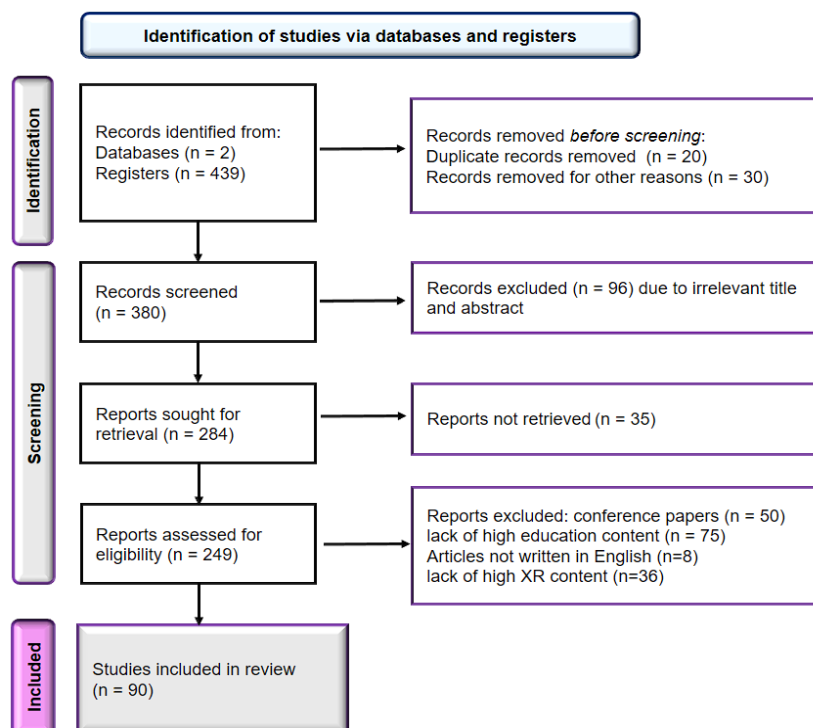 Identification of studies via databases and registers
Identification
Records identified from:
Databases (n = 2)
Registers (n = 439)
Records removed before screening:
Duplicate records removed (n = 20)
Records removed for other reasons (n = 30)
Screening
Records screened
(n = 380)
Records excluded (n = 96) due to irrelevant title
and abstract
Reports sought for
retrieval (n = 284)
Reports not retrieved (n = 35)
Reports assessed for
eligibility (n = 249)
Reports excluded: conference papers (n = 50)
lack of high education content (n = 75)
Articles not written in English (n=8)
lack of high XR content (n=36)
Included
Studies included in review
(n = 90)